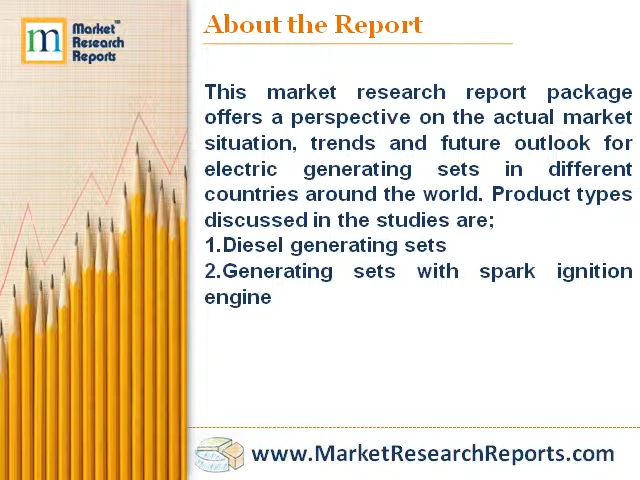 m
Market™
Research
Reports
About the Report
This market research report package
offers a perspective on the actual market
situation, trends and future outlook for
electric generating sets in different
countries around the world. Product types
discussed in the studies are;
1.Diesel generating sets
2.Generating sets with spark ignition
engine
www.MarketResearchReports.com